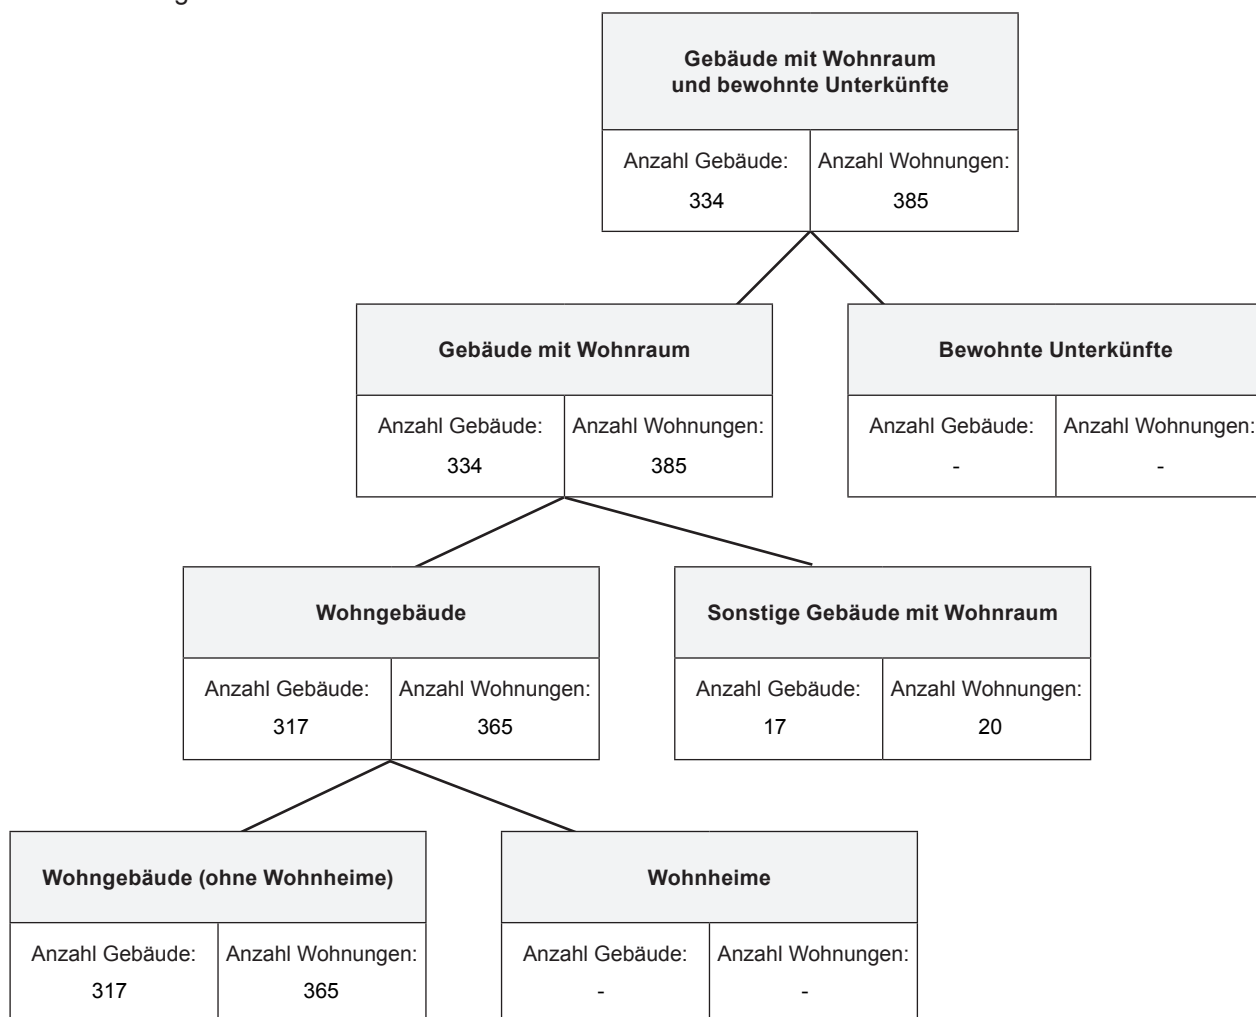 Gebäude mit Wohnraum
und bewohnte Unterkünfte
Anzahl Gebäude: Anzahl Wohnungen:
334 385
Gebäude mit Wohnraum
Bewohnte Unterkünfte
Anzahl Gebäude: Anzahl Wohnungen:
334 385
Anzahl Gebäude: Anzahl Wohnungen:
- -
Wohngebäude
Sonstige Gebäude mit Wohnraum
Anzahl Gebäude: Anzahl Wohnungen:
317 365
Anzahl Gebäude: Anzahl Wohnungen:
17 20
Wohngebäude (ohne Wohnheime)
Wohnheime
Anzahl Gebäude: Anzahl Wohnungen:
317 365
Anzahl Gebäude: Anzahl Wohnungen:
- -